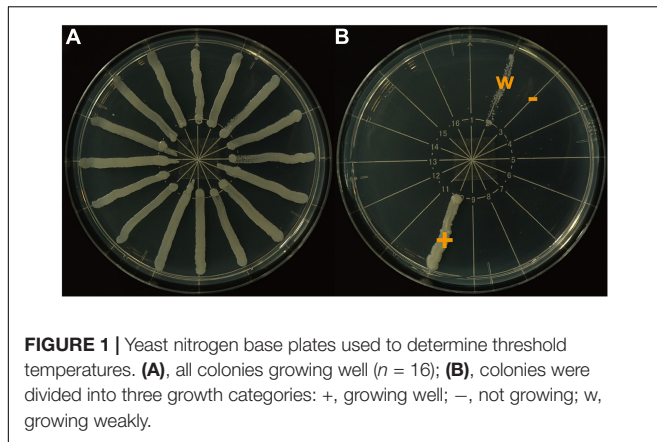 A
B
w
-
16 1
3
15
4
14
5
13
6
12
7
11
8
9
+
FIGURE 1 | Yeast nitrogen base plates used to determine threshold
temperatures. (A), all colonies growing well (n = 16); (B), colonies were
divided into three growth categories: +, growing well; −, not growing; w,
growing weakly.